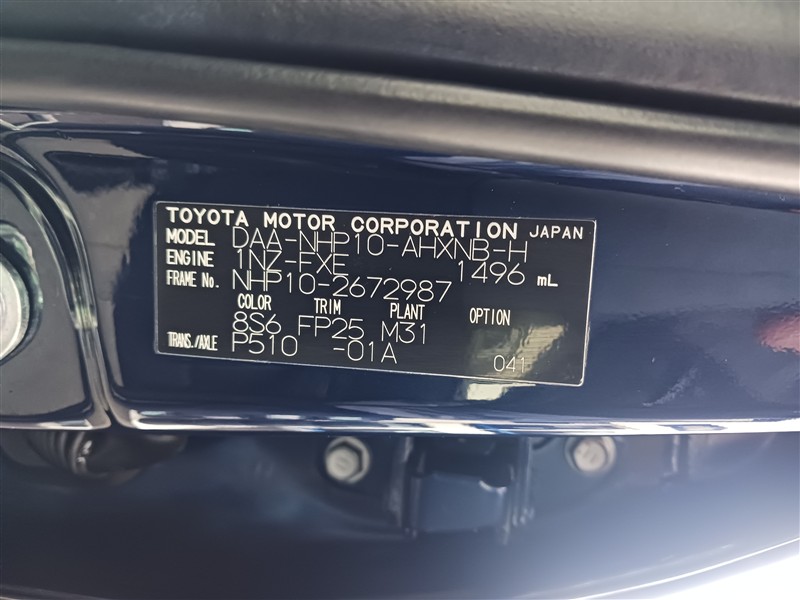 TOYOTA MOTOR CORPORATION JAPAN
MODEL DAA-NHP10-AHXNB-H
ENGINE 1NZ-FXE 1496 mL
FRAME No. NHP10-2672987
COLOR TRIM PLANT OPTION
8S6 FP25 M31
TRANS./AXLE P510 -01A 041